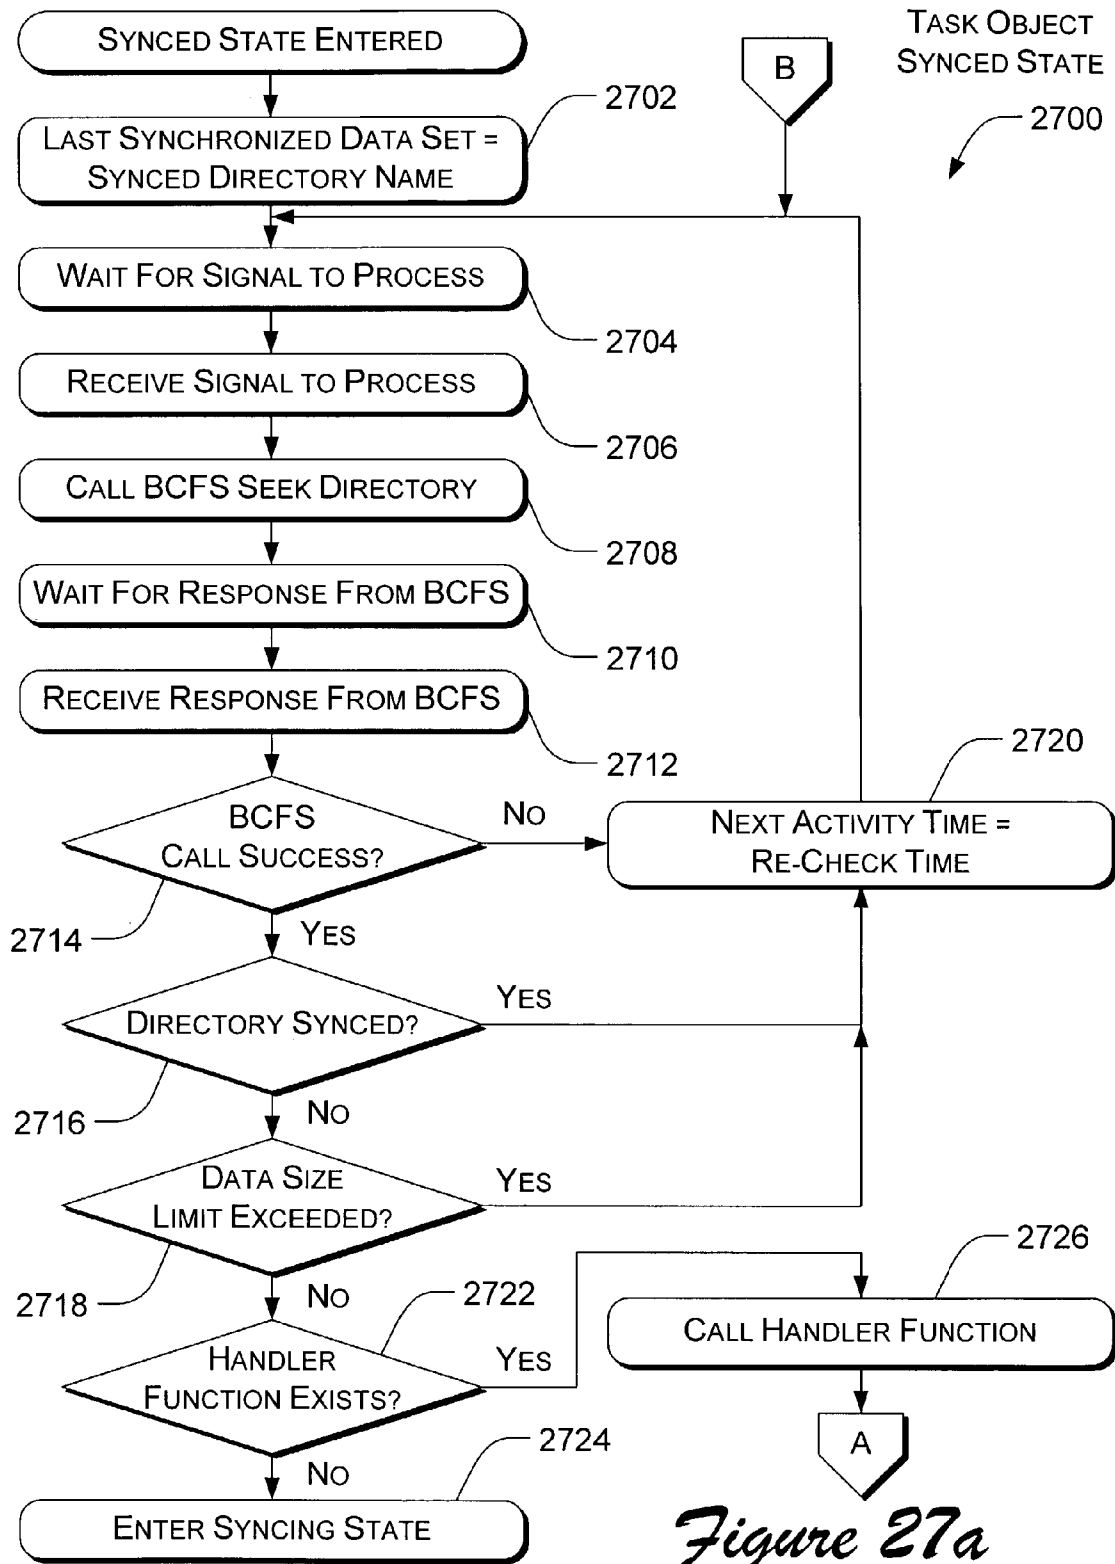 SYNCED STATE ENTERED
TASK OBJECT
SYNCED STATE
B
2700
2702
LAST SYNCHRONIZED DATA SET =
SYNCED DIRECTORY NAME
WAIT FOR SIGNAL TO PROCESS
2704
RECEIVE SIGNAL TO PROCESS
2706
CALL BCFS SEEK DIRECTORY
2708
WAIT FOR RESPONSE FROM BCFS
2710
RECEIVE RESPONSE FROM BCFS
2712
BCFS
CALL SUCCESS?
NO
2720
NEXT ACTIVITY TIME =
RE-CHECK TIME
2714
YES
DIRECTORY SYNCED?
YES
2716
NO
DATA SIZE
LIMIT EXCEEDED?
YES
2718
NO
2722
HANDLER
FUNCTION EXISTS?
YES
2726
CALL HANDLER FUNCTION
A
NO
2724
ENTER SYNCING STATE
Figure 27a